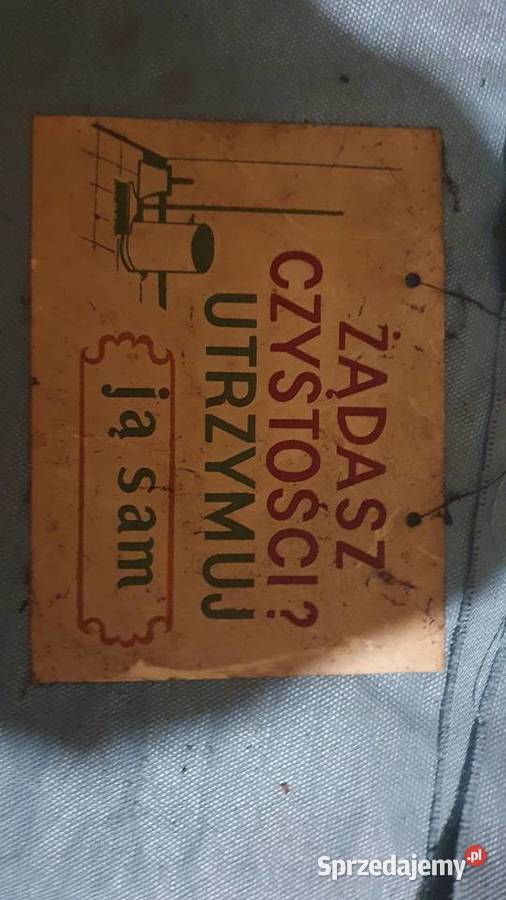 ŻĄDASZ
CZYSTOŚCI?
UTRZYMUJ
ją sam
Sprzedajemy.pl